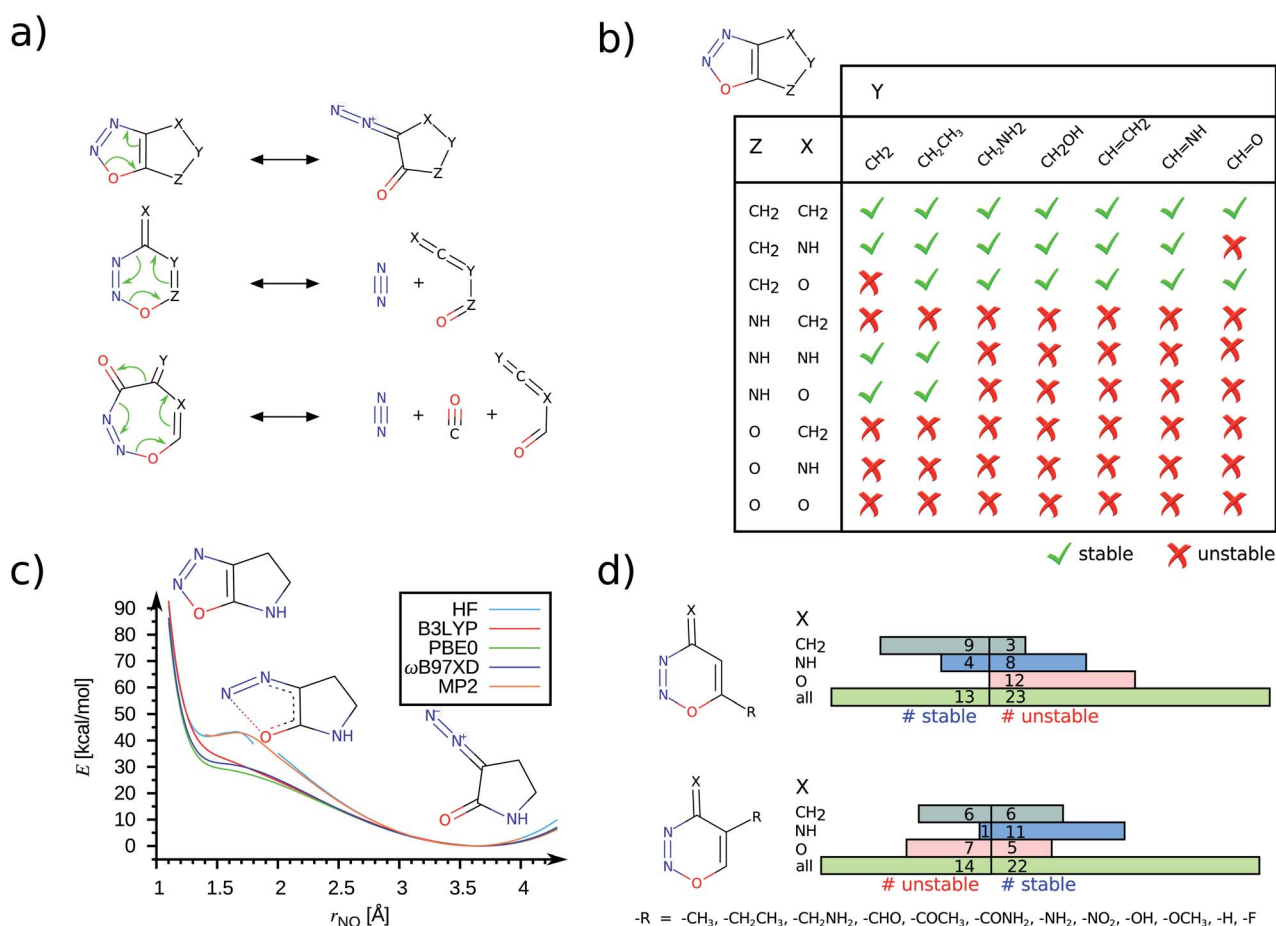 a)
N
N
O
X
Y
Z
N⁻
N⁺
O
X
Y
Z
X
N
N
O
Y
Z
N
N
+
X
C
Y
Z
O
O
Y
X
N
N
O
N
N
+
O
C
+
Y
C
X
O
b)
N
N
O
X
Y
Z
Y
Z X CH2 CH₂CH₃ CH₂NH2 CH2OH CH=CH2 CH=NH CH=O
CH₂ CH₂
CH₂ NH
CH₂ O
NH CH₂
NH NH
NH O
O CH₂
O NH
O O
stable unstable
c)
N
N
O
NH
HF
B3LYP
PBE0
ωB97XD
MP2
N
N
O
NH
N⁻
N⁺
O
NH
E [kcal/mol]
90
80
70
60
50
40
30
20
10
0
1 1.5 2 2.5 3 3.5 4
r_NO [Å]
d)
X
N
N
O
R
X
CH₂ 9 3
NH 4 8
O 12
all 13 23
# stable # unstable
X
N
N
O
R
X
CH₂ 6 6
NH 1 11
O 7 5
all 14 22
# unstable # stable
-R = -CH₃, -CH₂CH₃, -CH₂NH₂, -CHO, -COCH₃, -CONH₂, -NH₂, -NO₂, -OH, -OCH₃, -H, -F